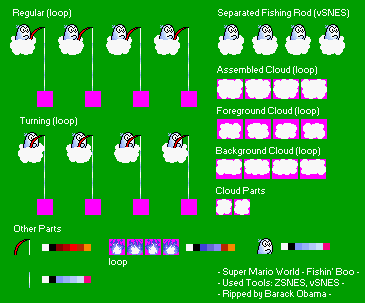 Regular (loop)
Separated Fishing Rod (vSNES)
Assembled Cloud (loop)
Foreground Cloud (loop)
Turning (loop)
Background Cloud (loop)
Cloud Parts
Other Parts
loop
- Super Mario World - Fishin' Boo -
- Used Tools: ZSNES, vSNES -
- Ripped by Barack Obama -